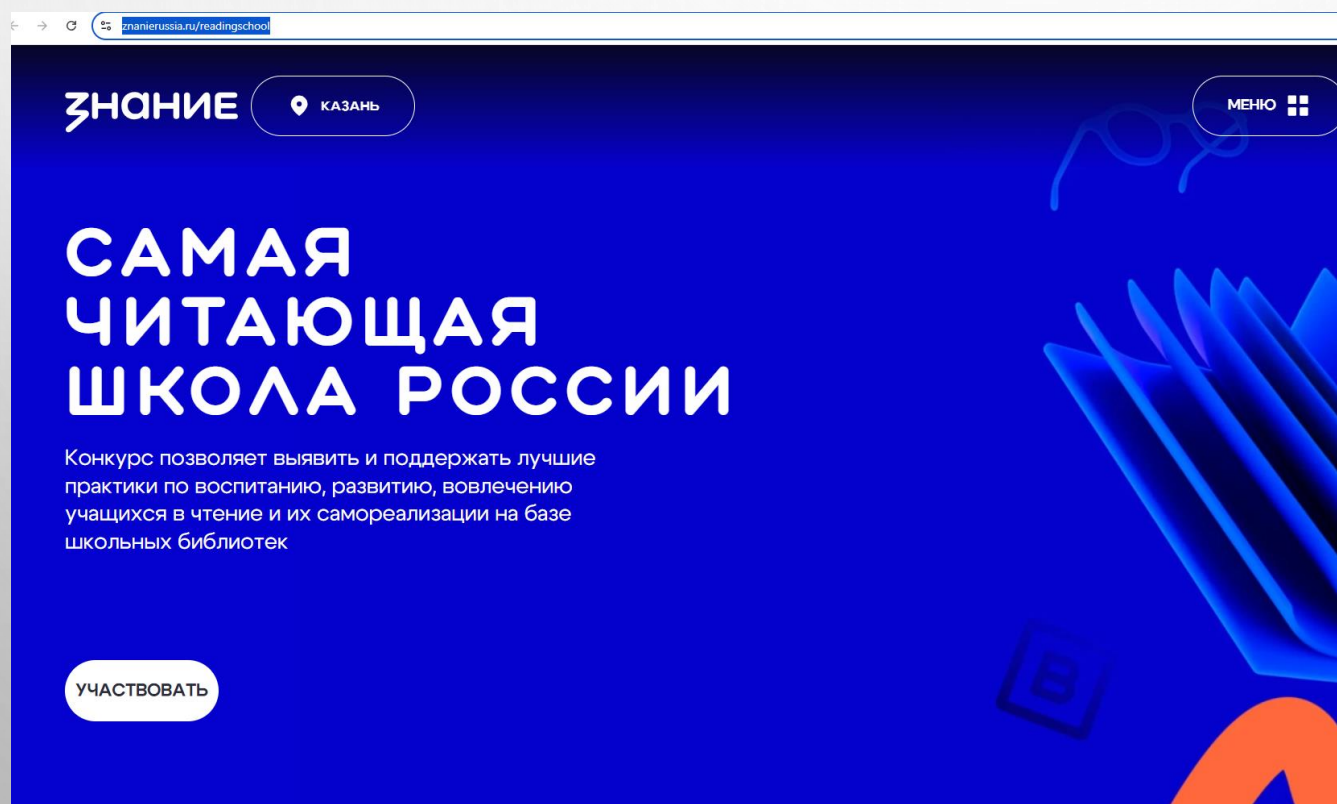 znanierussia.ru/readingschool
ЗНАНИЕ
КАЗАНЬ
МЕНЮ
САМАЯ
ЧИТАЮЩАЯ
ШКОЛА РОССИИ
Конкурс позволяет выявить и поддержать лучшие
практики по воспитанию, развитию, вовлечению
учащихся в чтение и их самореализации на базе
школьных библиотек
УЧАСТВОВАТЬ
В